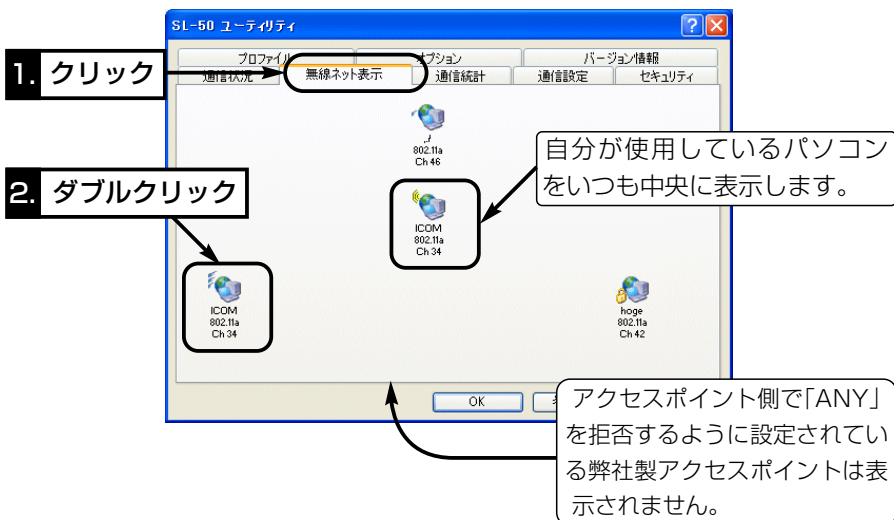 SL-50 ユーティリティ
プロファイル
オプション
バージョン情報
通信状況
無線ネット表示
通信統計
通信設定
セキュリティ
1. クリック
802.11a
Ch 46
自分が使用しているパソコン
をいつも中央に表示します。
2. ダブルクリック
ICOM
802.11a
Ch 34
ICOM
802.11a
Ch 34
hoge
802.11a
Ch 42
OK
アクセスポイント側で「ANY」
を拒否するように設定されてい
る弊社製アクセスポイントは表
示されません。